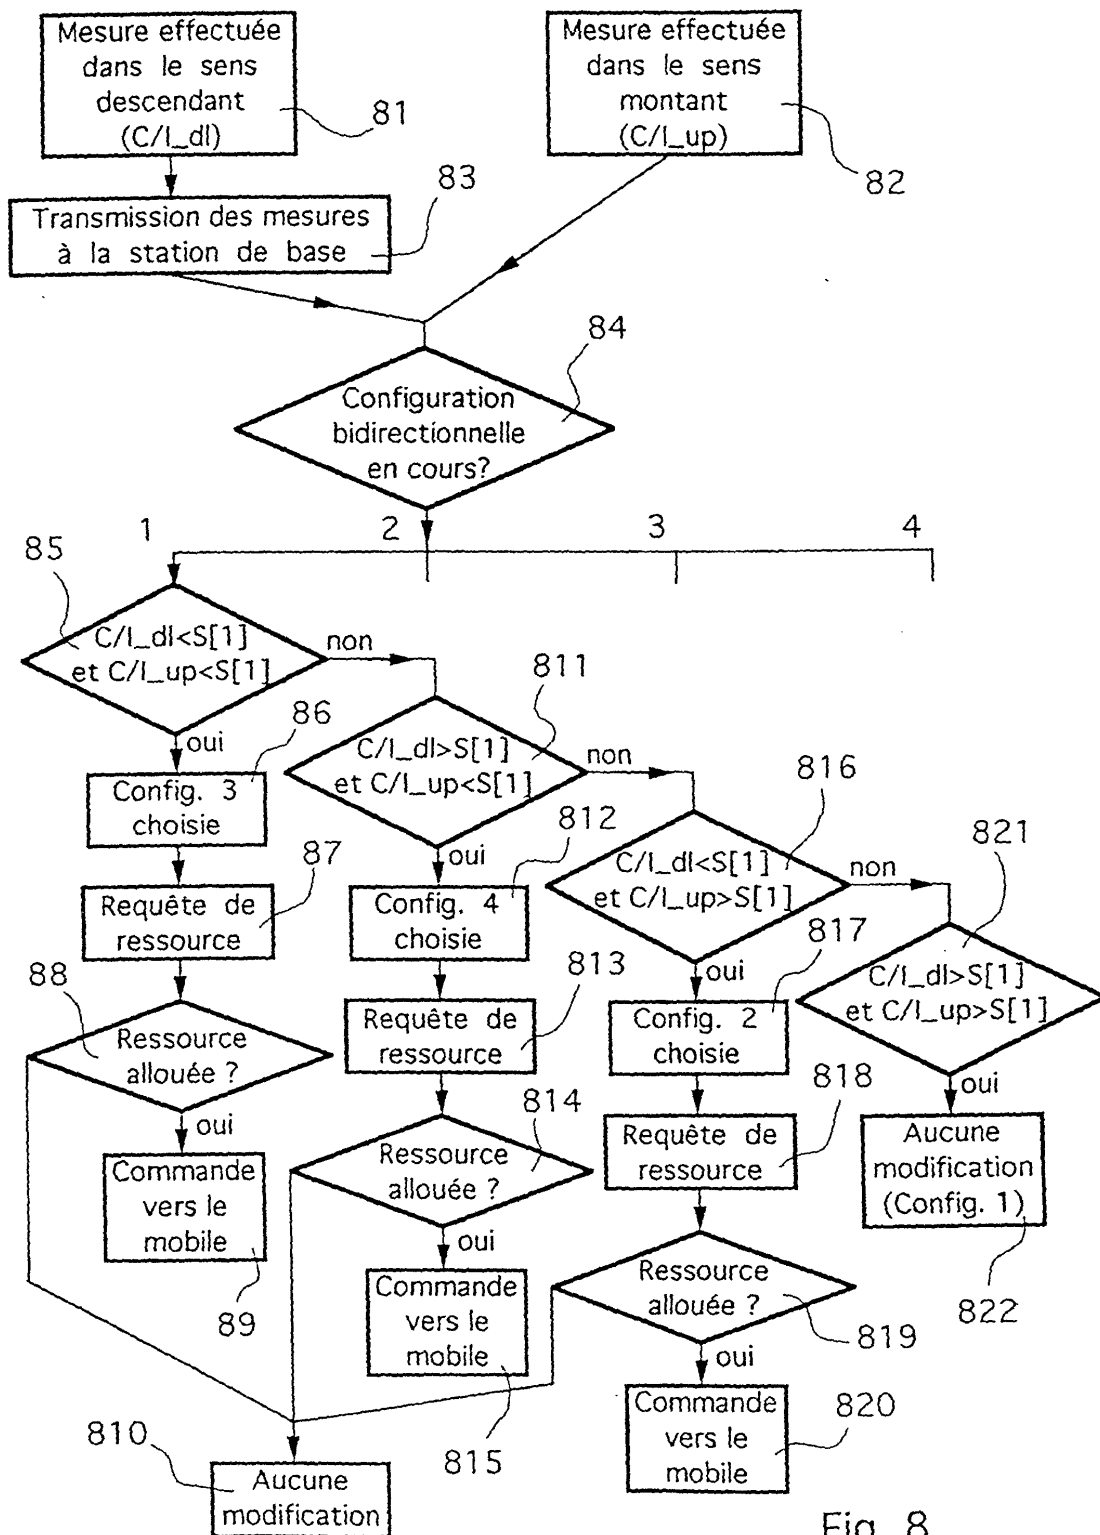 Mesure effectuée
dans le sens
descendant
(C/I_dl)
81
Mesure effectuée
dans le sens
montant
(C/I_up)
82
83
Transmission des mesures
à la station de base
84
Configuration
bidirectionnelle
en cours?
1
2
3
4
85
C/I_dl<S[1]
et C/I_up<S[1]
non
oui
811
C/I_dl>S[1]
et C/I_up<S[1]
non
oui
816
C/I_dl<S[1]
et C/I_up>S[1]
non
oui
821
C/I_dl>S[1]
et C/I_up>S[1]
oui
86
Config. 3
choisie
87
Requête de
ressource
88
Ressource
allouée ?
oui
Commande
vers le
mobile
89
812
Config. 4
choisie
813
Requête de
ressource
814
Ressource
allouée ?
oui
Commande
vers le
mobile
815
817
Config. 2
choisie
818
Requête de
ressource
Ressource
allouée ?
819
oui
Commande
vers le
mobile
820
Aucune
modification
(Config. 1)
822
810
Aucune
modification
Fig. 8